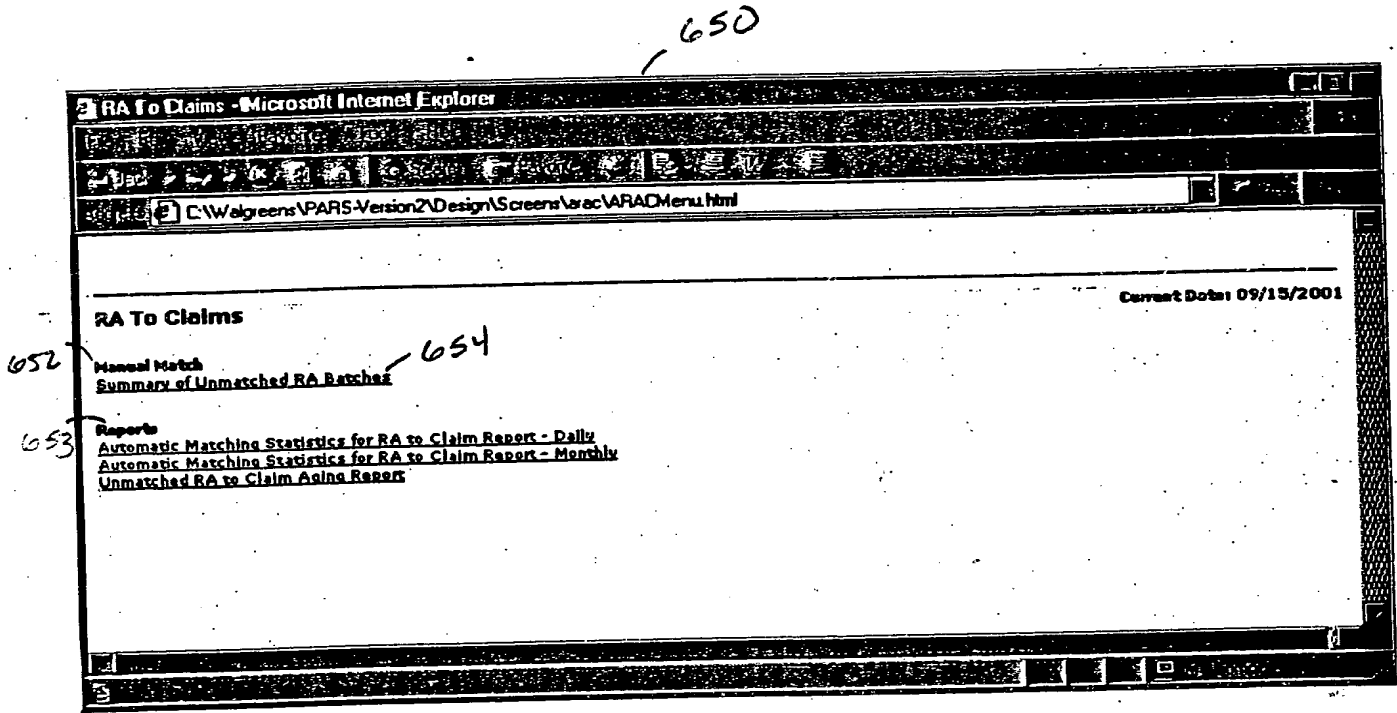 650
RA To Claims - Microsoft Internet Explorer
Back
C:\Walgreens\PARS-Version2\Design\Screens\arac\ARACMenu.html
Current Date: 09/15/2001
RA To Claims
652
Manual Match
654
Summary of Unmatched RA Batches
653
Reports
Automatic Matching Statistics for RA to Claim Report - Daily
Automatic Matching Statistics for RA to Claim Report - Monthly
Unmatched RA to Claim Aging Report